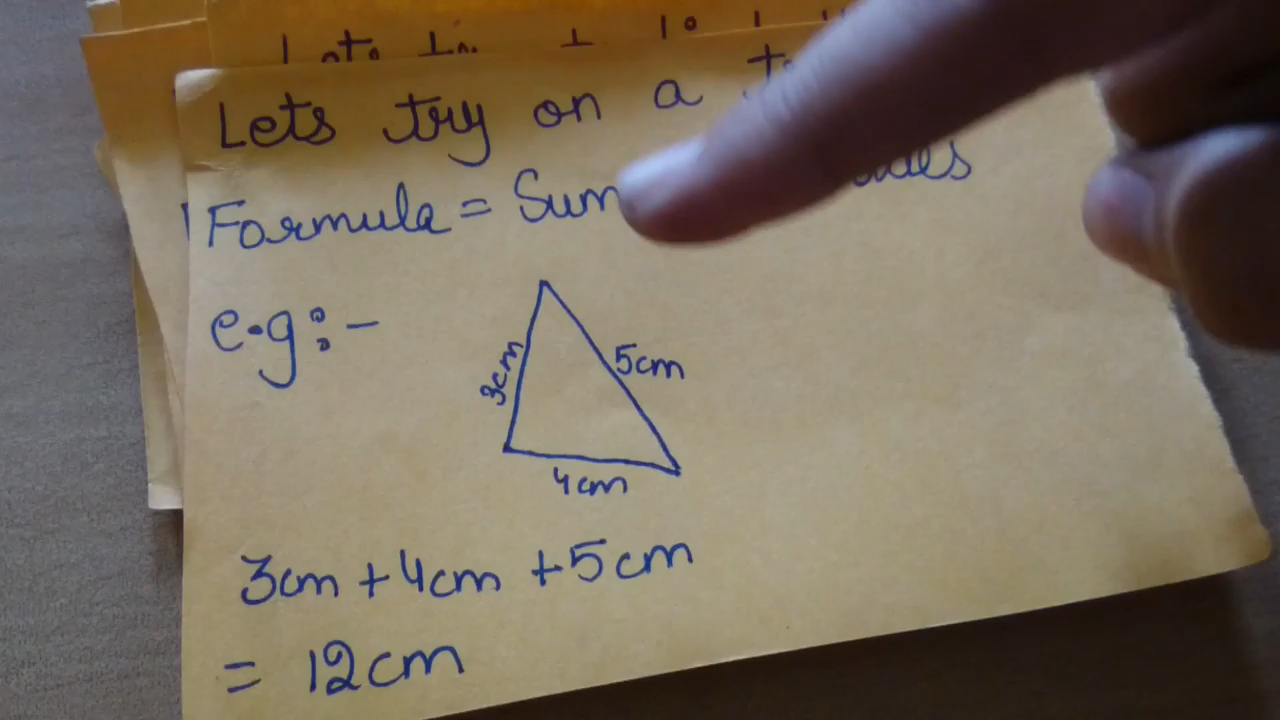 Lets try on a
Formula = Sum
e.g:-
3cm
5cm
4cm
3cm + 4cm + 5cm
= 12cm